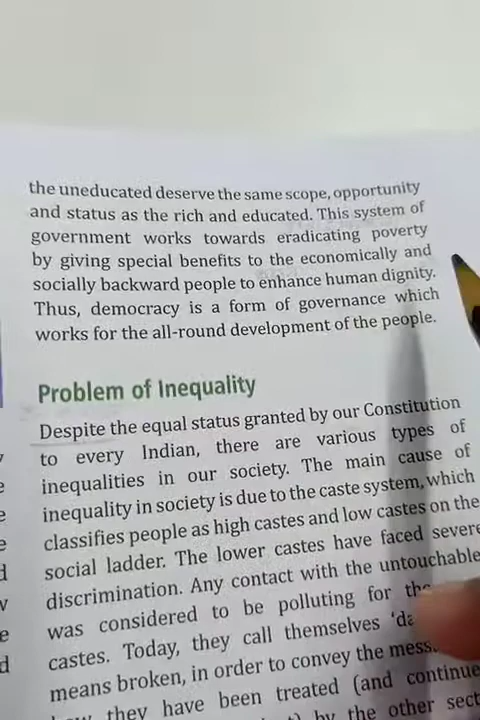 the uneducated deserve the same scope, opportunity
and status as the rich and educated. This system of
government works towards eradicating poverty
by giving special benefits to the economically and
socially backward people to enhance human dignity.
Thus, democracy is a form of governance which
works for the all-round development of the people.
Problem of Inequality
Despite the equal status granted by our Constitution
to every Indian, there are various types of
inequalities in our society. The main cause of
inequality in society is due to the caste system, which
classifies people as high castes and low castes on the
social ladder. The lower castes have faced severe
discrimination. Any contact with the untouchable
was considered to be polluting for the
castes. Today, they call themselves
means broken, in order to convey the
they have been treated (and continue
by the other sect